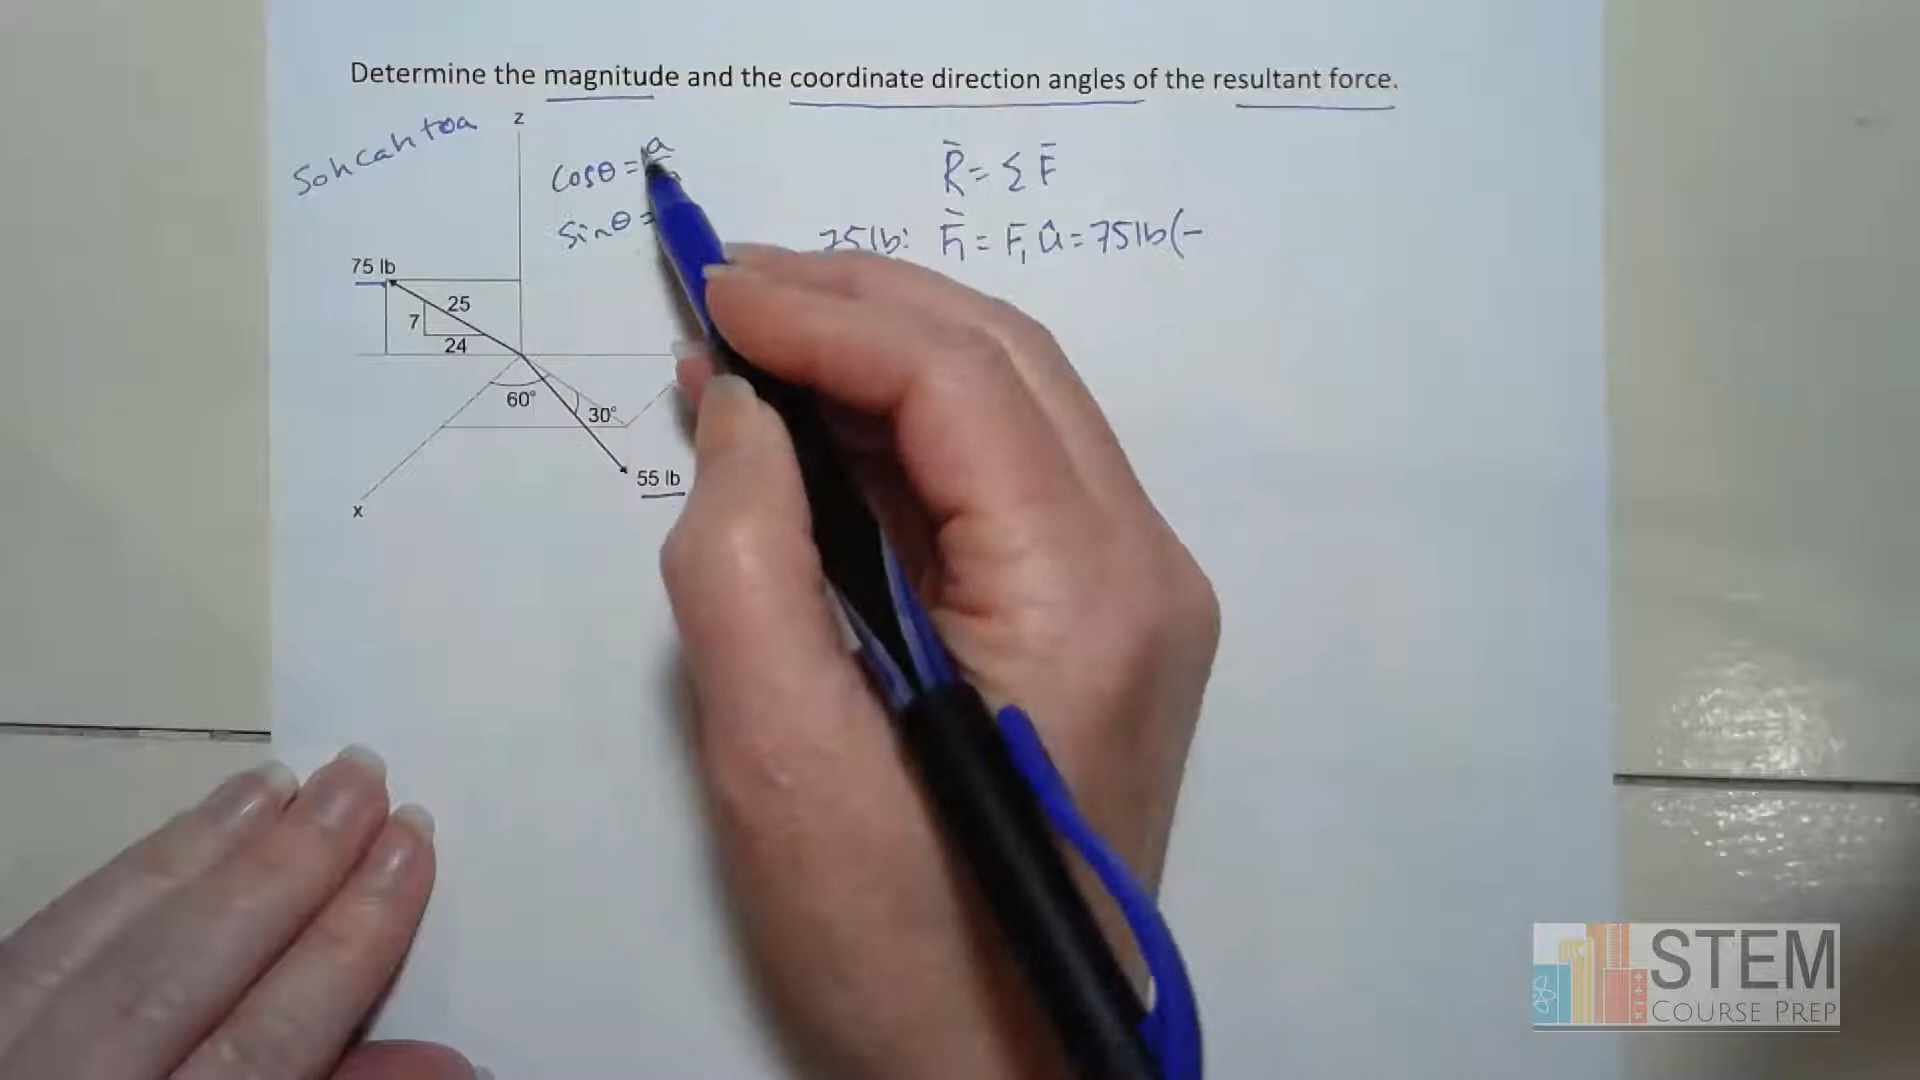 Determine the magnitude and the coordinate direction angles of the resultant force.
Sohcahtoa
z
cosθ = a
sinθ =
R̄ = Σ F̄
75lb: F̄₁ = F₁ û = 75lb(-
75 lb
25
7
24
60°
30°
55 lb
x
STEM
COURSE PREP